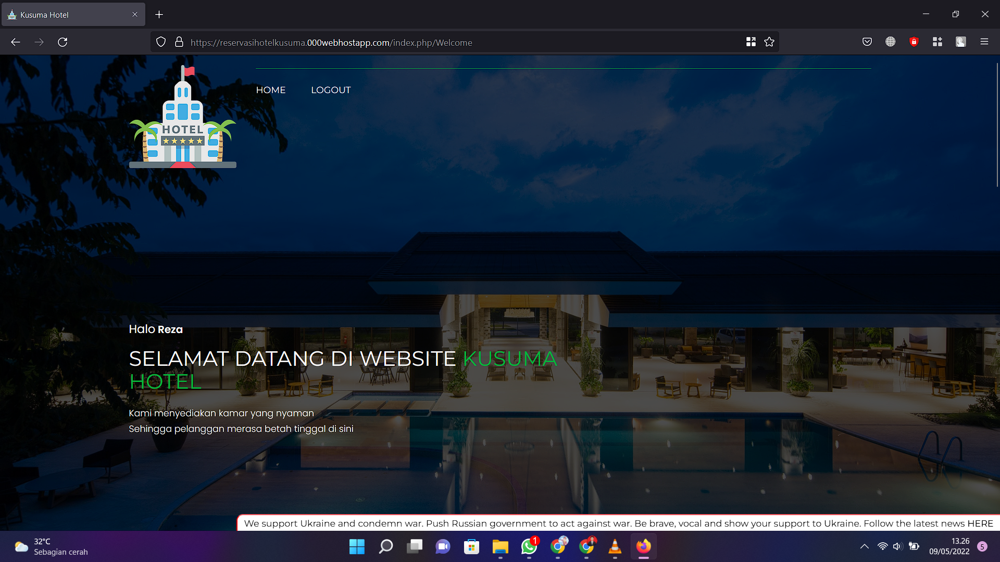 Kusuma Hotel
https://reservasihotelkusuma.000webhostapp.com/index.php/Welcome
HOME LOGOUT
HOTEL
Halo Reza
SELAMAT DATANG DI WEBSITE KUSUMA
HOTEL
Kami menyediakan kamar yang nyaman
Sehingga pelanggan merasa betah tinggal di sini
We support Ukraine and condemn war. Push Russian government to act against war. Be brave, vocal and show your support to Ukraine. Follow the latest news HERE
32°C
Sebagian cerah
1
13.26
09/05/2022
5